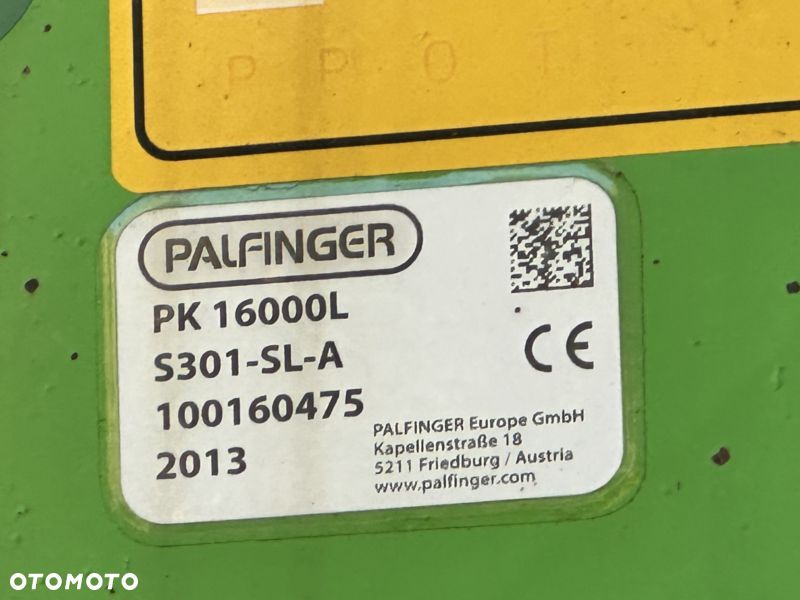 P P O T
PALFINGER
PK 16000L
S301-SL-A
100160475
2013
CE
PALFINGER Europe GmbH
Kapellenstraße 18
5211 Friedburg / Austria
www.palfinger.com
OTOMOTO